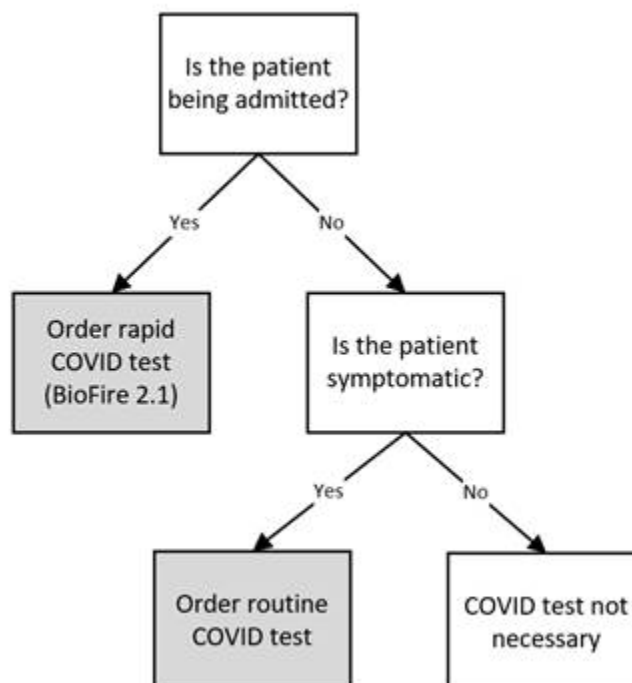 Is the patient
being admitted?
Yes
No
Order rapid
COVID test
(BioFire 2.1)
Is the patient
symptomatic?
Yes
No
Order routine
COVID test
COVID test not
necessary